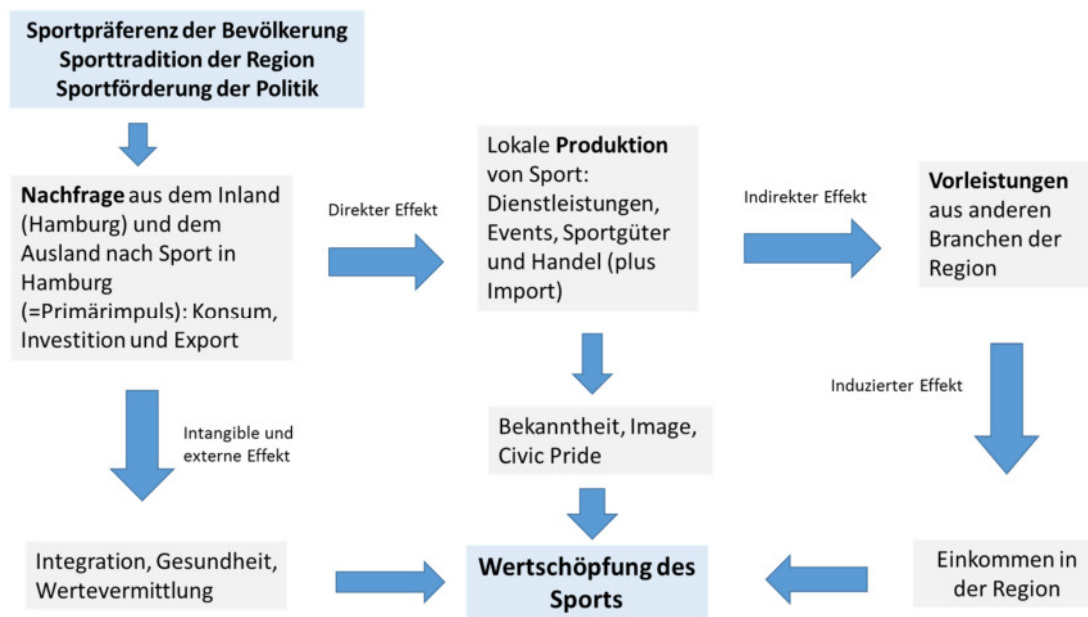 Sportpräferenz der Bevölkerung
Sporttradition der Region
Sportförderung der Politik
Nachfrage aus dem Inland
(Hamburg) und dem
Ausland nach Sport in
Hamburg
(=Primärimpuls): Konsum,
Investition und Export
Direkter Effekt
Lokale Produktion
von Sport:
Dienstleistungen,
Events, Sportgüter
und Handel (plus
Import)
Indirekter Effekt
Vorleistungen
aus anderen
Branchen der
Region
Intangible und
externe Effekt
Bekanntheit, Image,
Civic Pride
Induzierter Effekt
Integration, Gesundheit,
Wertevermittlung
Wertschöpfung des
Sports
Einkommen in
der Region